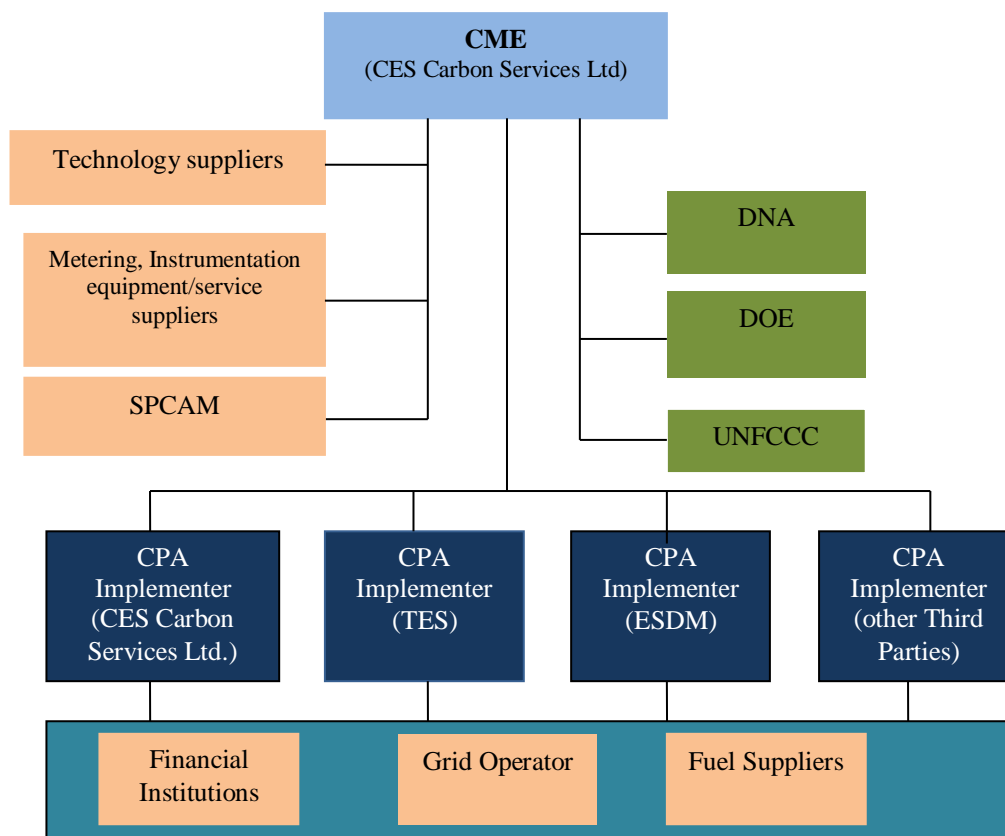 CME
(CES Carbon Services Ltd)
Technology suppliers
Metering, Instrumentation
equipment/service
suppliers
SPCAM
DNA
DOE
UNFCCC
CPA
Implementer
(CES Carbon
Services Ltd.)
CPA
Implementer
(TES)
CPA
Implementer
(ESDM)
CPA
Implementer
(other Third
Parties)
Financial
Institutions
Grid Operator
Fuel Suppliers